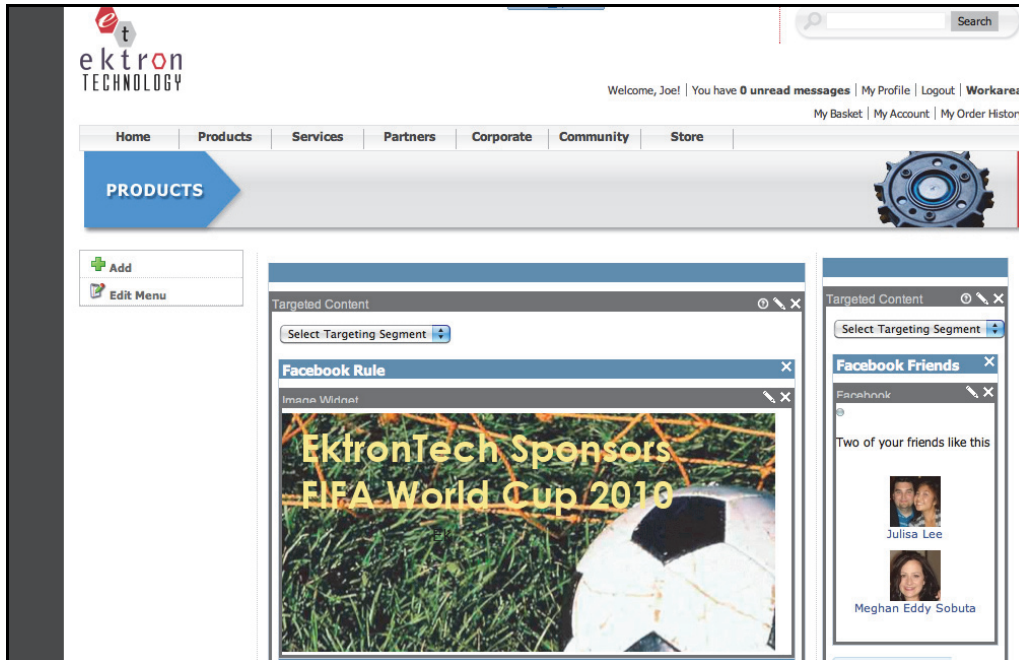 et
ektron
TECHNOLOGY
Search
Welcome, Joe! | You have 0 unread messages | My Profile | Logout | Workarea
My Basket | My Account | My Order History
Home Products Services Partners Corporate Community Store
PRODUCTS
Add
Edit Menu
Targeted Content
Select Targeting Segment
Facebook Rule
Image Widget
EktronTech Sponsors
FIFA World Cup 2010
Targeted Content
Select Targeting Segment
Facebook Friends
Facebook
Two of your friends like this
Julisa Lee
Meghan Eddy Sobuta